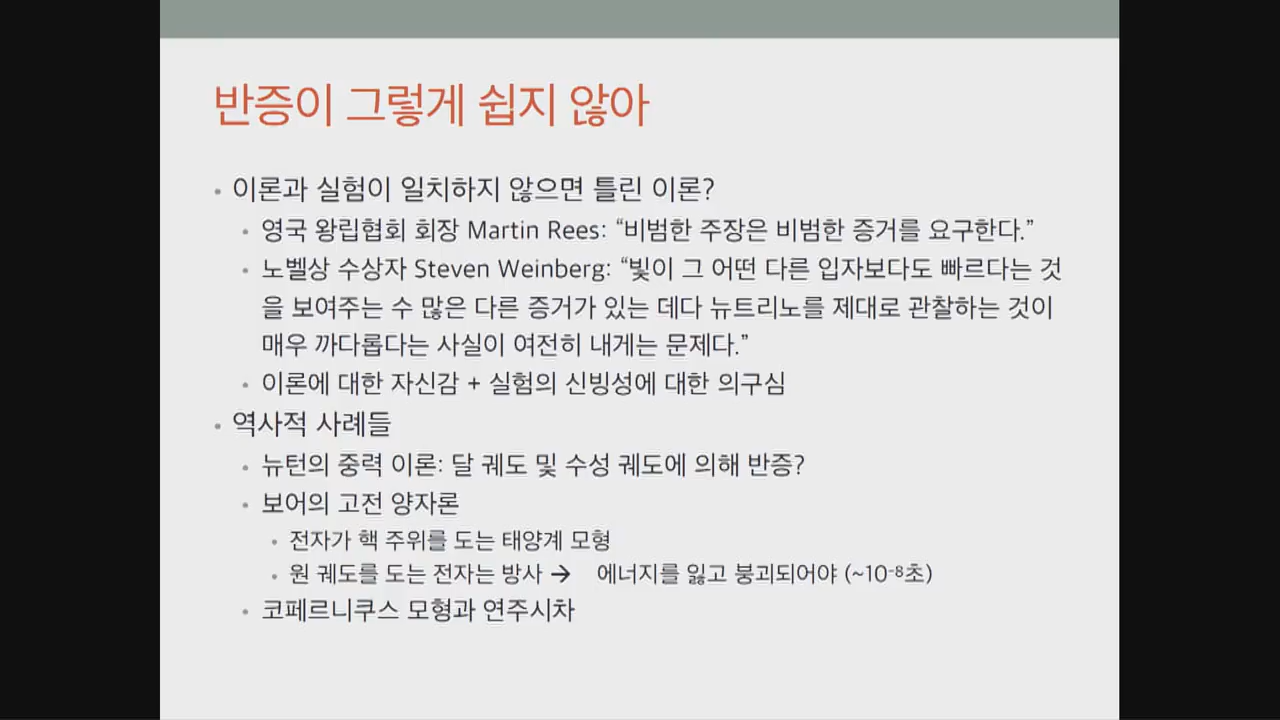 반증이 그렇게 쉽지 않아
• 이론과 실험이 일치하지 않으면 틀린 이론?
• 영국 왕립협회 회장 Martin Rees: “비범한 주장은 비범한 증거를 요구한다.”
• 노벨상 수상자 Steven Weinberg: “빛이 그 어떤 다른 입자보다도 빠르다는 것
을 보여주는 수 많은 다른 증거가 있는 데다 뉴트리노를 제대로 관찰하는 것이
매우 까다롭다는 사실이 여전히 내게는 문제다.”
• 이론에 대한 자신감 + 실험의 신빙성에 대한 의구심
• 역사적 사례들
• 뉴턴의 중력 이론: 달 궤도 및 수성 궤도에 의해 반증?
• 보어의 고전 양자론
• 전자가 핵 주위를 도는 태양계 모형
• 원 궤도를 도는 전자는 방사 → 에너지를 잃고 붕괴되어야 (~10⁻⁸초)
• 코페르니쿠스 모형과 연주시차